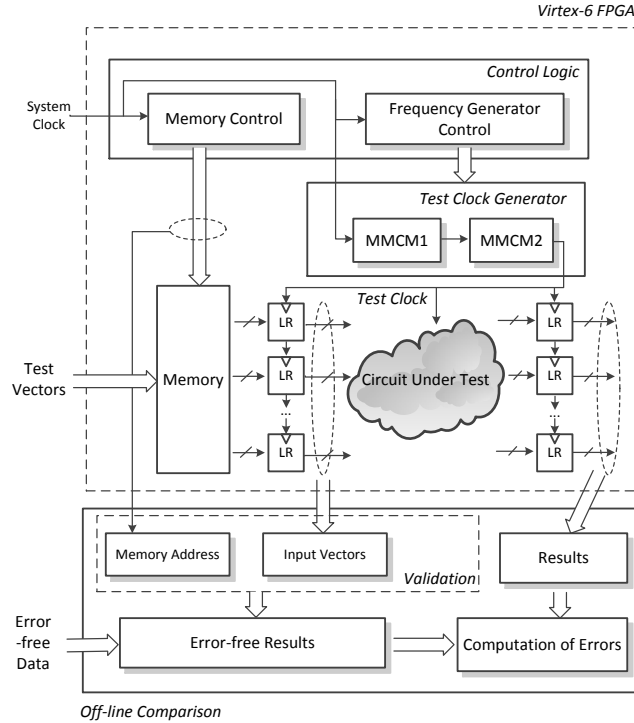 Virtex-6 FPGA
Control Logic
System
Clock
Memory Control
Frequency Generator
Control
Test Clock Generator
MMCM1
MMCM2
Test Clock
LR
LR
Test
Vectors
Memory
LR
Circuit Under Test
LR
...
...
LR
LR
Memory Address
Input Vectors
Results
Validation
Error
-free
Data
Error-free Results
Computation of Errors
Off-line Comparison